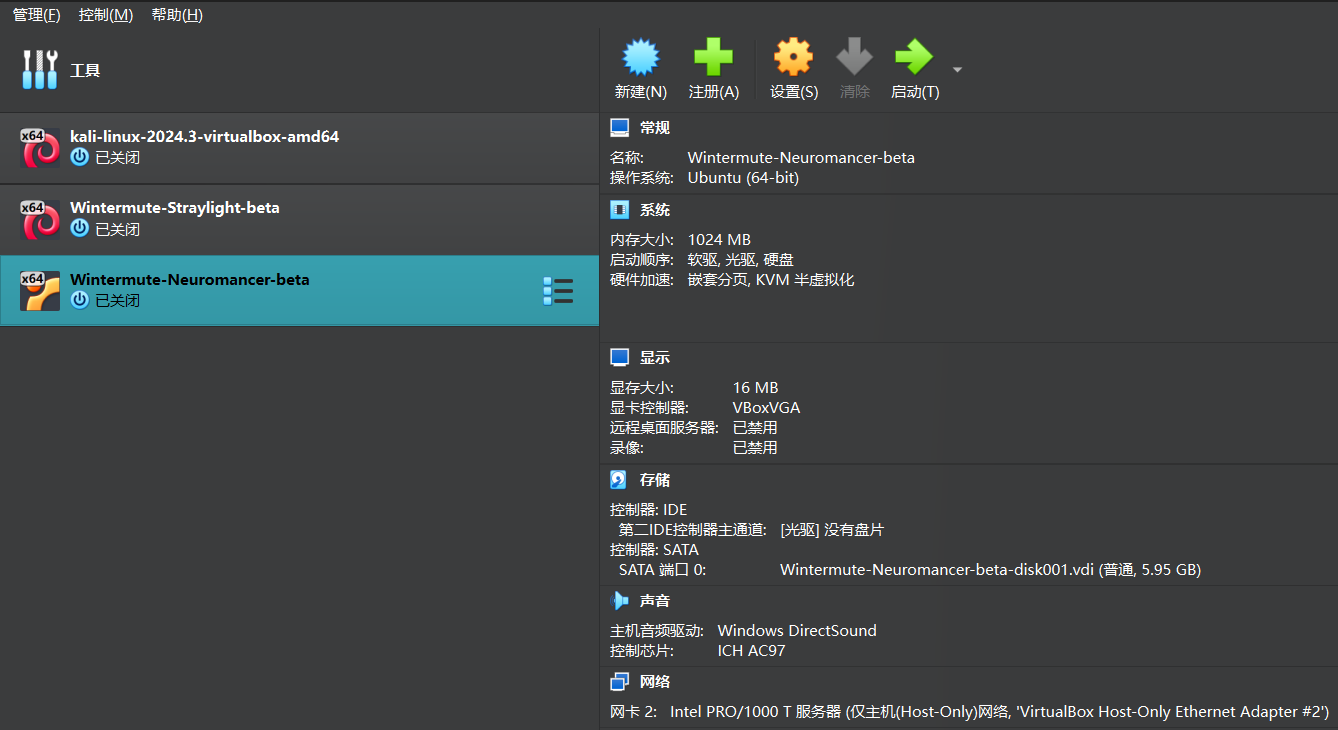 管理(F) 控制(M) 帮助(H)
工具
新建(N) 注册(A) 设置(S) 清除 启动(T)
x64 kali-linux-2024.3-virtualbox-amd64
已关闭
x64 Wintermute-Straylight-beta
已关闭
x64 Wintermute-Neuromancer-beta
已关闭
常规
名称: Wintermute-Neuromancer-beta
操作系统: Ubuntu (64-bit)
系统
内存大小: 1024 MB
启动顺序: 软驱, 光驱, 硬盘
硬件加速: 嵌套分页, KVM 半虚拟化
显示
显存大小: 16 MB
显卡控制器: VBoxVGA
远程桌面服务器: 已禁用
录像: 已禁用
存储
控制器: IDE
第二IDE控制器主通道: [光驱] 没有盘片
控制器: SATA
SATA 端口 0: Wintermute-Neuromancer-beta-disk001.vdi (普通, 5.95 GB)
声音
主机音频驱动: Windows DirectSound
控制芯片: ICH AC97
网络
网卡 2: Intel PRO/1000 T 服务器 (仅主机(Host-Only)网络, 'VirtualBox Host-Only Ethernet Adapter #2')